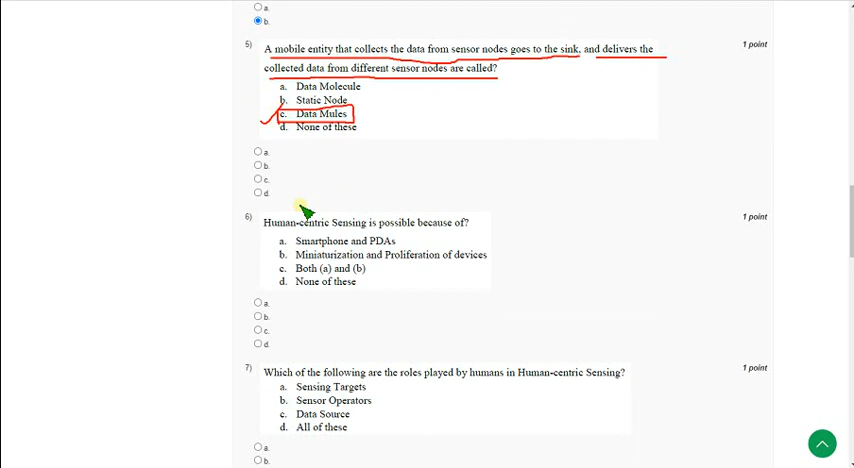 a.
b.
5) A mobile entity that collects the data from sensor nodes goes to the sink, and delivers the 1 point
collected data from different sensor nodes are called?
a. Data Molecule
b. Static Node
c. Data Mules
d. None of these
a.
b.
c.
d.
6) Human-centric Sensing is possible because of? 1 point
a. Smartphone and PDAs
b. Miniaturization and Proliferation of devices
c. Both (a) and (b)
d. None of these
a.
b.
c.
d.
7) Which of the following are the roles played by humans in Human-centric Sensing? 1 point
a. Sensing Targets
b. Sensor Operators
c. Data Source
d. All of these
a.
b.